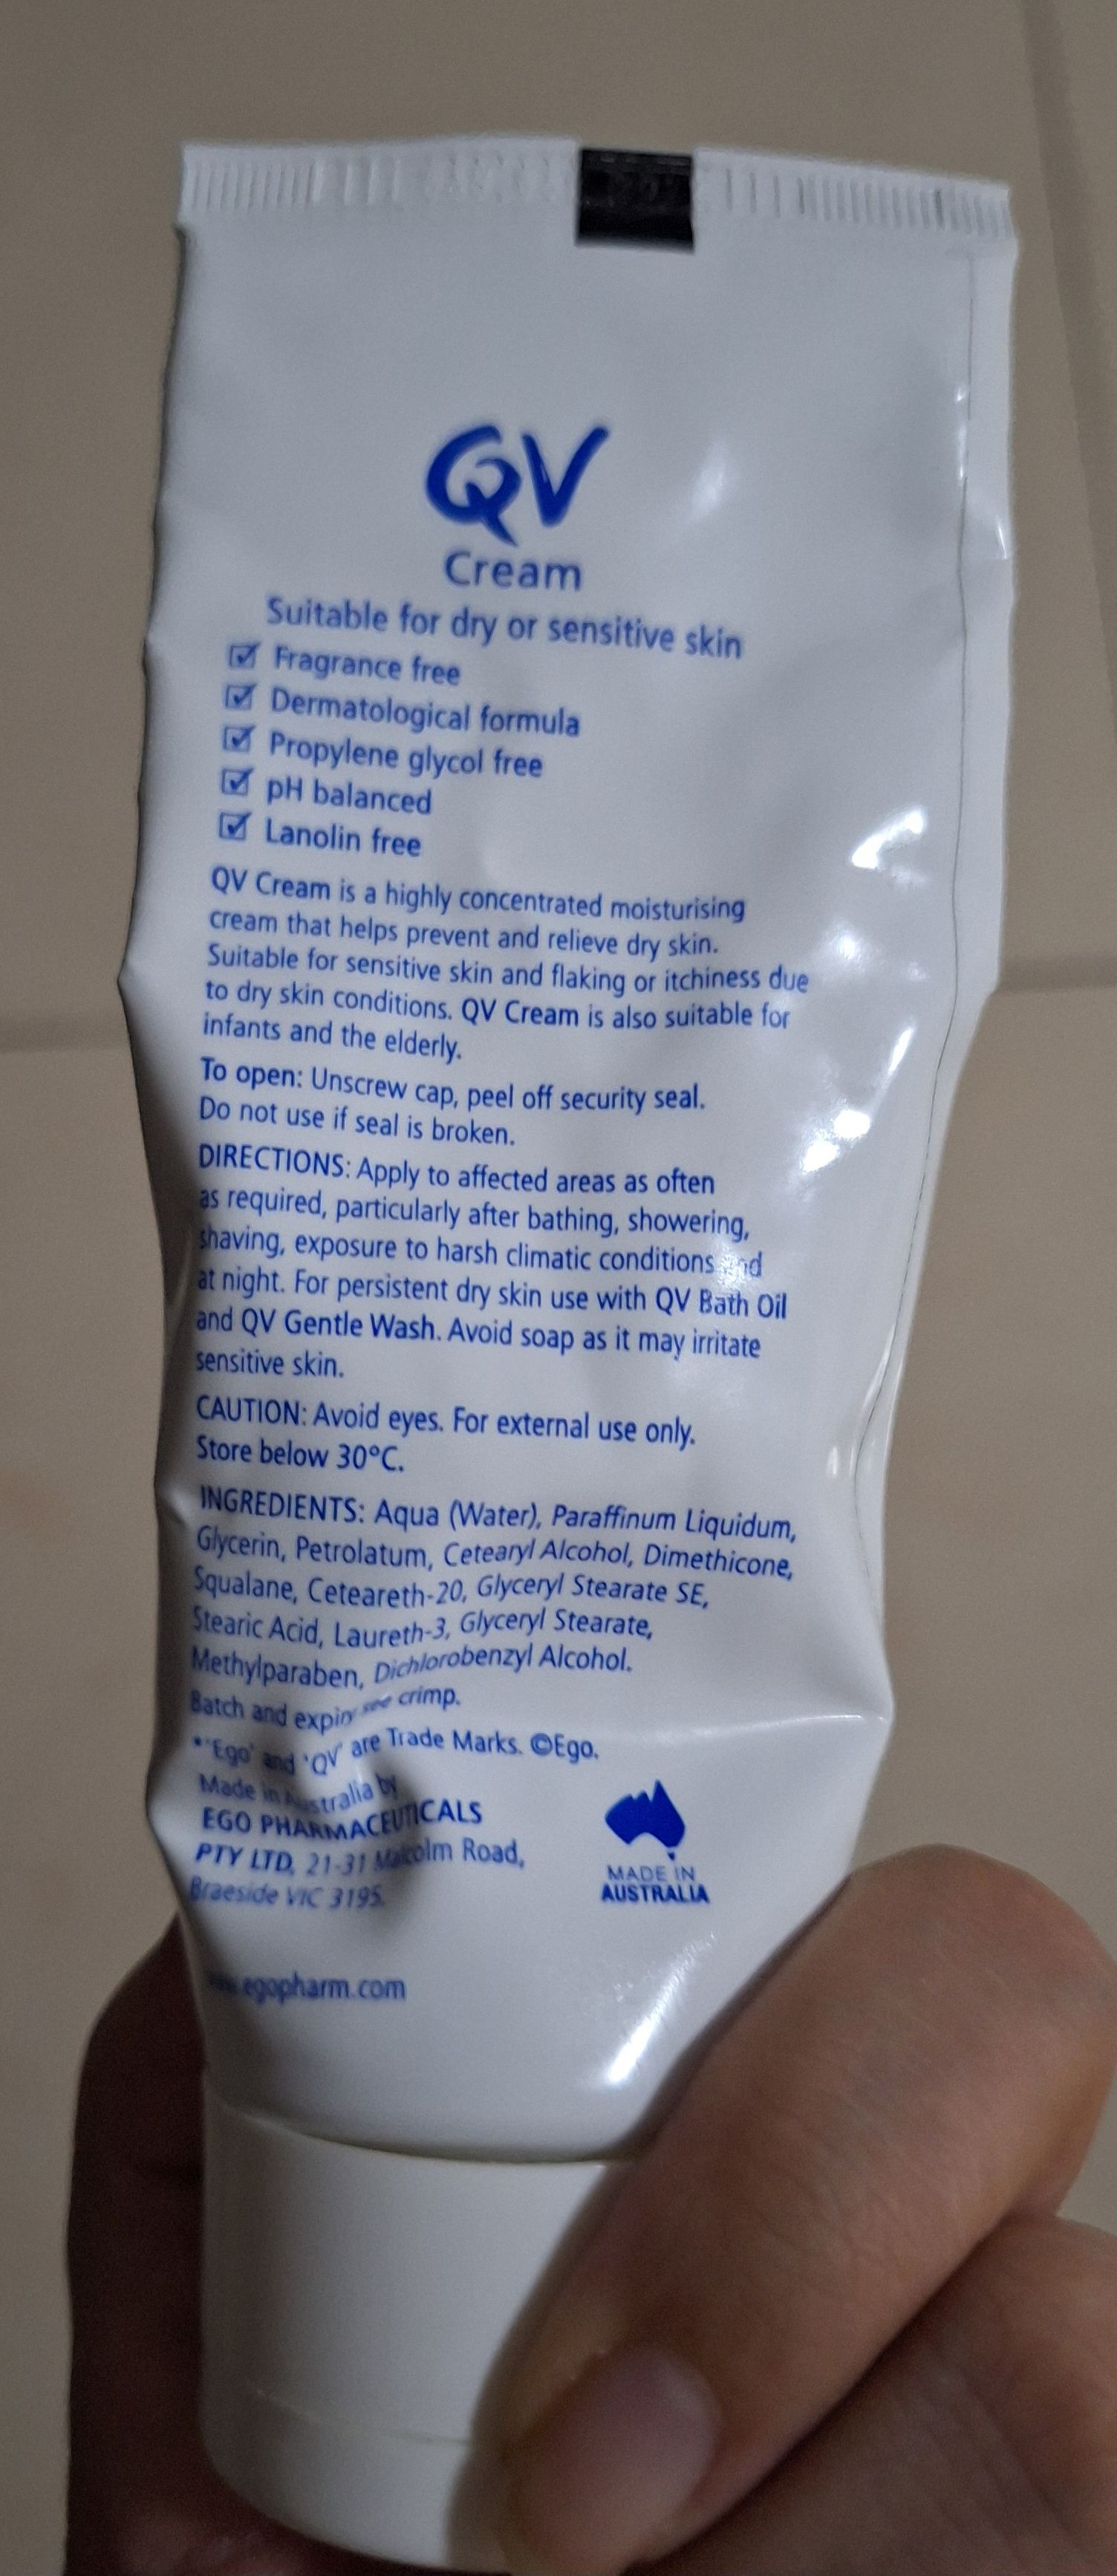 QV
Cream
Suitable for dry or sensitive skin
Fragrance free
Dermatological formula
Propylene glycol free
pH balanced
Lanolin free
QV Cream is a highly concentrated moisturising
cream that helps prevent and relieve dry skin.
Suitable for sensitive skin and flaking or itchiness due
to dry skin conditions. QV Cream is also suitable for
infants and the elderly.
To open: Unscrew cap, peel off security seal.
Do not use if seal is broken.
DIRECTIONS: Apply to affected areas as often
as required, particularly after bathing, showering,
shaving, exposure to harsh climatic conditions and
at night. For persistent dry skin use with QV Bath Oil
and QV Gentle Wash. Avoid soap as it may irritate
sensitive skin.
CAUTION: Avoid eyes. For external use only.
Store below 30°C.
INGREDIENTS: Aqua (Water), Paraffinum Liquidum,
Glycerin, Petrolatum, Cetearyl Alcohol, Dimethicone,
Squalane, Ceteareth-20, Glyceryl Stearate SE,
Stearic Acid, Laureth-3, Glyceryl Stearate,
Methylparaben, Dichlorobenzyl Alcohol.
Batch and expiry see crimp.
*'Ego' and 'QV' are Trade Marks. ©Ego.
Made in Australia by
EGO PHARMACEUTICALS
PTY LTD, 21-31 Malcolm Road,
Braeside VIC 3195.
www.egopharm.com
MADE IN
AUSTRALIA